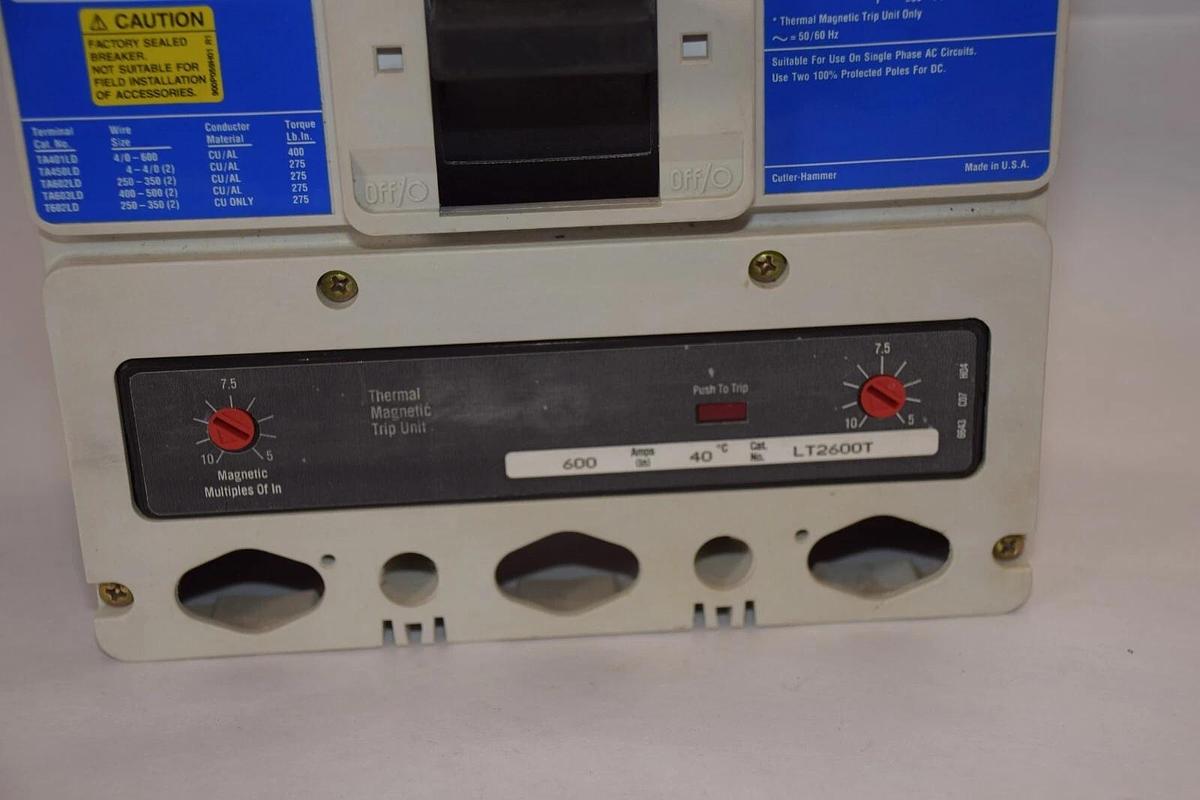 CAUTION
FACTORY SEALED
BREAKER.
NOT SUITABLE FOR
FIELD INSTALLATION
OF ACCESSORIES.
* Thermal Magnetic Trip Unit Only
∼ = 50/60 Hz
Suitable For Use On Single Phase AC Circuits.
Use Two 100% Protected Poles For DC.
Cutler-Hammer Made in U.S.A.
Terminal Wire Conductor Torque
Cat. No. Size Material Lb.In.
TA401LD 4/0 – 600 CU/AL 400
TA450LD 4 – 4/0 (2) CU/AL 275
TA602LD 250 – 350 (2) CU/AL 275
TA603LD 400 – 500 (2) CU/AL 275
T602LD 250 – 350 (2) CU ONLY 275
Off/O Off/O
7.5
10 5
Magnetic
Multiples Of In
Thermal
Magnetic
Trip Unit
Push To Trip
7.5
10 5
6643 C07 H04
600 Amps (In) 40 °C Cat. No. LT2600T